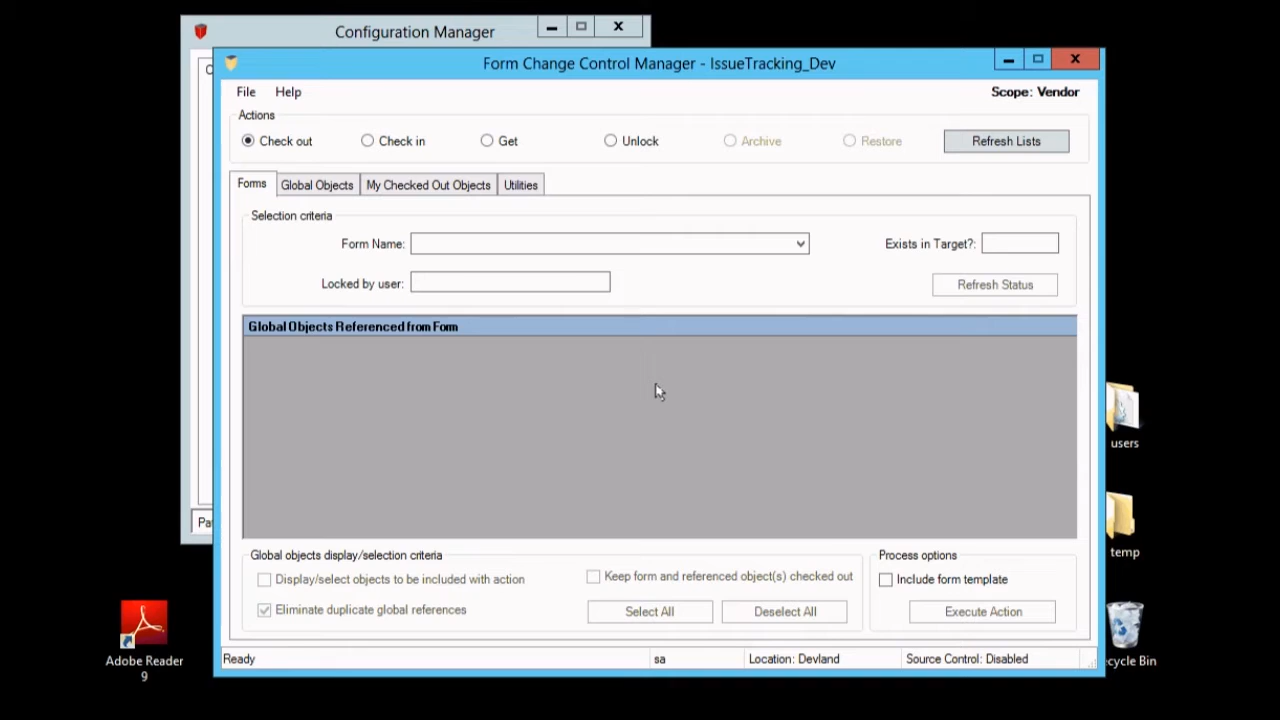 Configuration Manager
Form Change Control Manager - IssueTracking_Dev
File Help Scope: Vendor
Actions
Check out Check in Get Unlock Archive Restore Refresh Lists
Forms Global Objects My Checked Out Objects Utilities
Selection criteria
Form Name: Exists in Target?:
Locked by user: Refresh Status
Global Objects Referenced from Form
users
Global objects display/selection criteria Process options
temp
Display/select objects to be included with action Keep form and referenced object(s) checked out Include form template
Eliminate duplicate global references Select All Deselect All Execute Action
Ready sa Location: Devland Source Control: Disabled
Adobe Reader
9
ecycle Bin